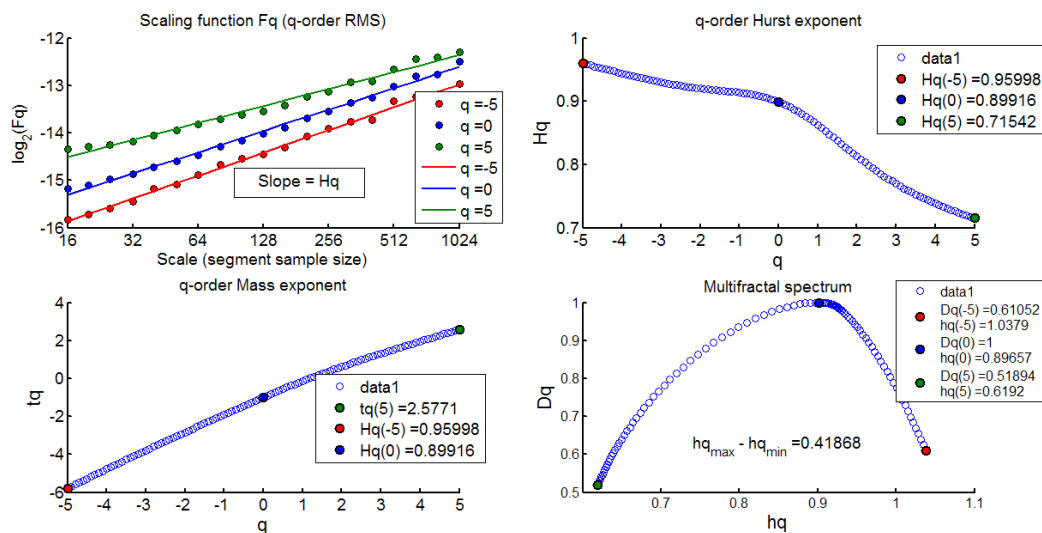 Scaling function Fq (q-order RMS)
-12
-13
-14
-15
-16
log2(Fq)
16
32
64
128
256
512
1024
Scale (segment sample size)
Slope = Hq
q =-5
q =0
q =5
q =-5
q =0
q =5
q-order Hurst exponent
1
0.9
0.8
0.7
Hq
-5
-4
-3
-2
-1
0
1
2
3
4
5
q
data1
Hq(-5)=0.95998
Hq(0)=0.89916
Hq(5)=0.71542
q-order Mass exponent
4
2
0
-2
-4
-6
tq
-5
-4
-3
-2
-1
0
1
2
3
4
5
q
data1
tq(5) =2.5771
Hq(-5)=0.95998
Hq(0) =0.89916
Multifractal spectrum
1
0.9
0.8
0.7
0.6
0.5
Dq
0.7
0.8
0.9
1
1.1
hq
hqmax - hqmin =0.41868
data1
Dq(-5)=0.61052
hq(-5)=1.0379
Dq(0)=1
hq(0)=0.89657
Dq(5)=0.51894
hq(5)=0.6192